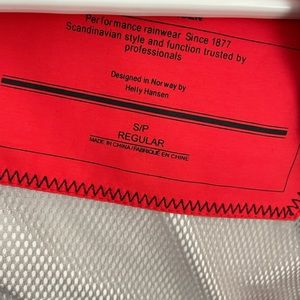 Performance rainwear Since 1877
Scandinavian style and function trusted by
professionals
Designed in Norway by
Helly Hansen
S/P
REGULAR
MADE IN CHINA / FABRIQUÉ EN CHINE